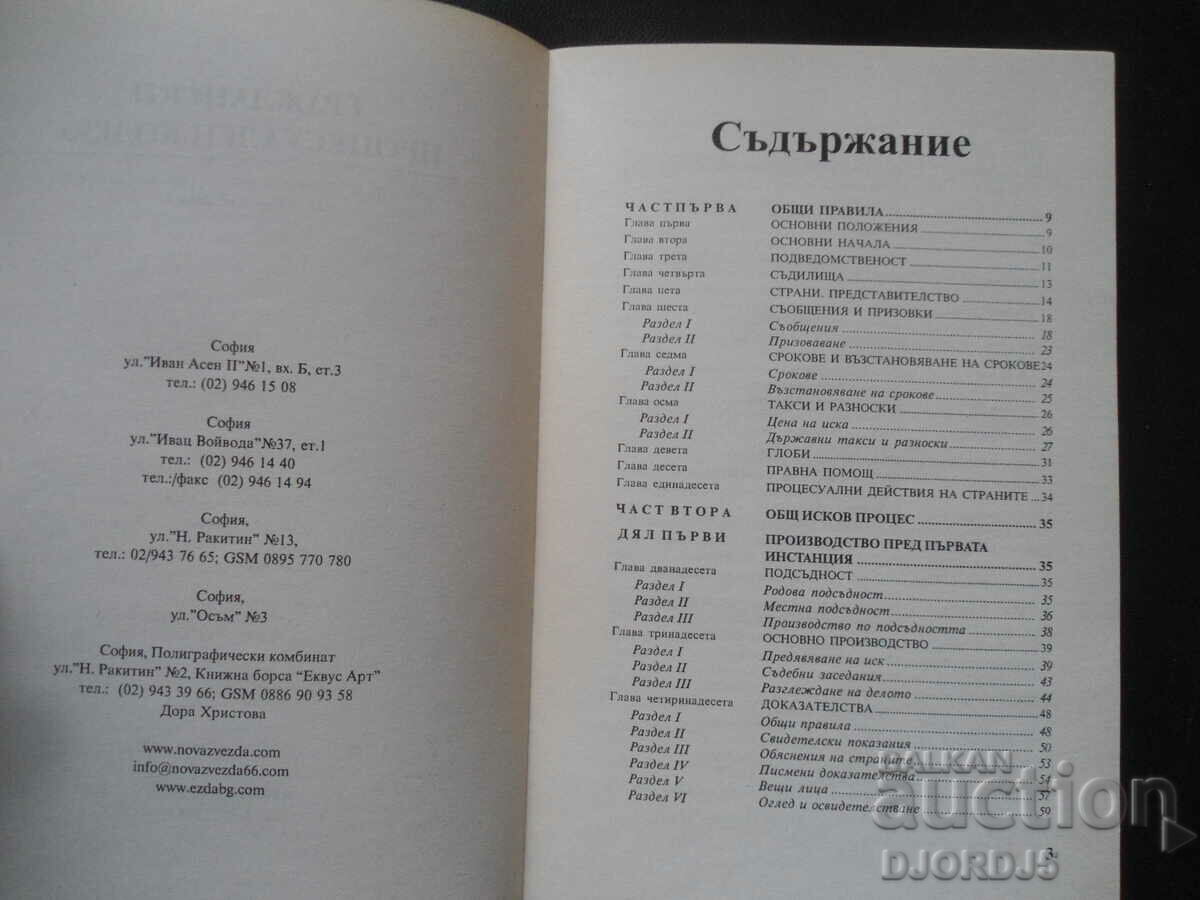 София
ул."Иван Асен II"№1, вх. Б, ет.3
тел.: (02) 946 15 08
София
ул."Ивац Войвода"№37, ет.1
тел.: (02) 946 14 40
тел.:/факс (02) 946 14 94
София,
ул."Н. Ракитин" №13,
тел.: 02/943 76 65; GSM 0895 770 780
София,
ул."Осъм" №3
София, Полиграфически комбинат
ул."Н. Ракитин" №2, Книжна борса "Еквус Арт"
тел.: (02) 943 39 66; GSM 0886 90 93 58
Дора Христова
www.novazvezda.com
info@novazvezda66.com
www.ezdabg.com
Съдържание
ЧАСТ ПЪРВА ОБЩИ ПРАВИЛА 9
Глава първа ОСНОВНИ ПОЛОЖЕНИЯ 9
Глава втора ОСНОВНИ НАЧАЛА 10
Глава трета ПОДВЕДОМСТВЕНОСТ 11
Глава четвърта СЪДИЛИЩА 13
Глава пета СТРАНИ. ПРЕДСТАВИТЕЛСТВО 14
Глава шеста СЪОБЩЕНИЯ И ПРИЗОВКИ 18
Раздел I Съобщения 18
Раздел II Призоваване 23
Глава седма СРОКОВЕ И ВЪЗСТАНОВЯВАНЕ НА СРОКОВЕ 24
Раздел I Срокове 24
Раздел II Възстановяване на срокове 25
Глава осма ТАКСИ И РАЗНОСКИ 26
Раздел I Цена на иска 26
Раздел II Държавни такси и разноски 27
Глава девета ГЛОБИ 31
Глава десета ПРАВНА ПОМОЩ 33
Глава единадесета ПРОЦЕСУАЛНИ ДЕЙСТВИЯ НА СТРАНИТЕ 34
ЧАСТ ВТОРА ОБЩ ИСКОВ ПРОЦЕС 35
ДЯЛ ПЪРВИ ПРОИЗВОДСТВО ПРЕД ПЪРВАТА
ИНСТАНЦИЯ 35
Глава дванадесета ПОДСЪДНОСТ 35
Раздел I Родова подсъдност 35
Раздел II Местна подсъдност 36
Раздел III Производство по подсъдността 38
Глава тринадесета ОСНОВНО ПРОИЗВОДСТВО 39
Раздел I Предявяване на иск 39
Раздел II Съдебни заседания 43
Раздел III Разглеждане на делото 44
Глава четиринадесета ДОКАЗАТЕЛСТВА 48
Раздел I Общи правила 48
Раздел II Свидетелски показания 50
Раздел III Обяснения на страните 53
Раздел IV Писмени доказателства 54
Раздел V Вещи лица 57
Раздел VI Оглед и освидетелстване 59
3
BALKAN
auction
DJORDJ5